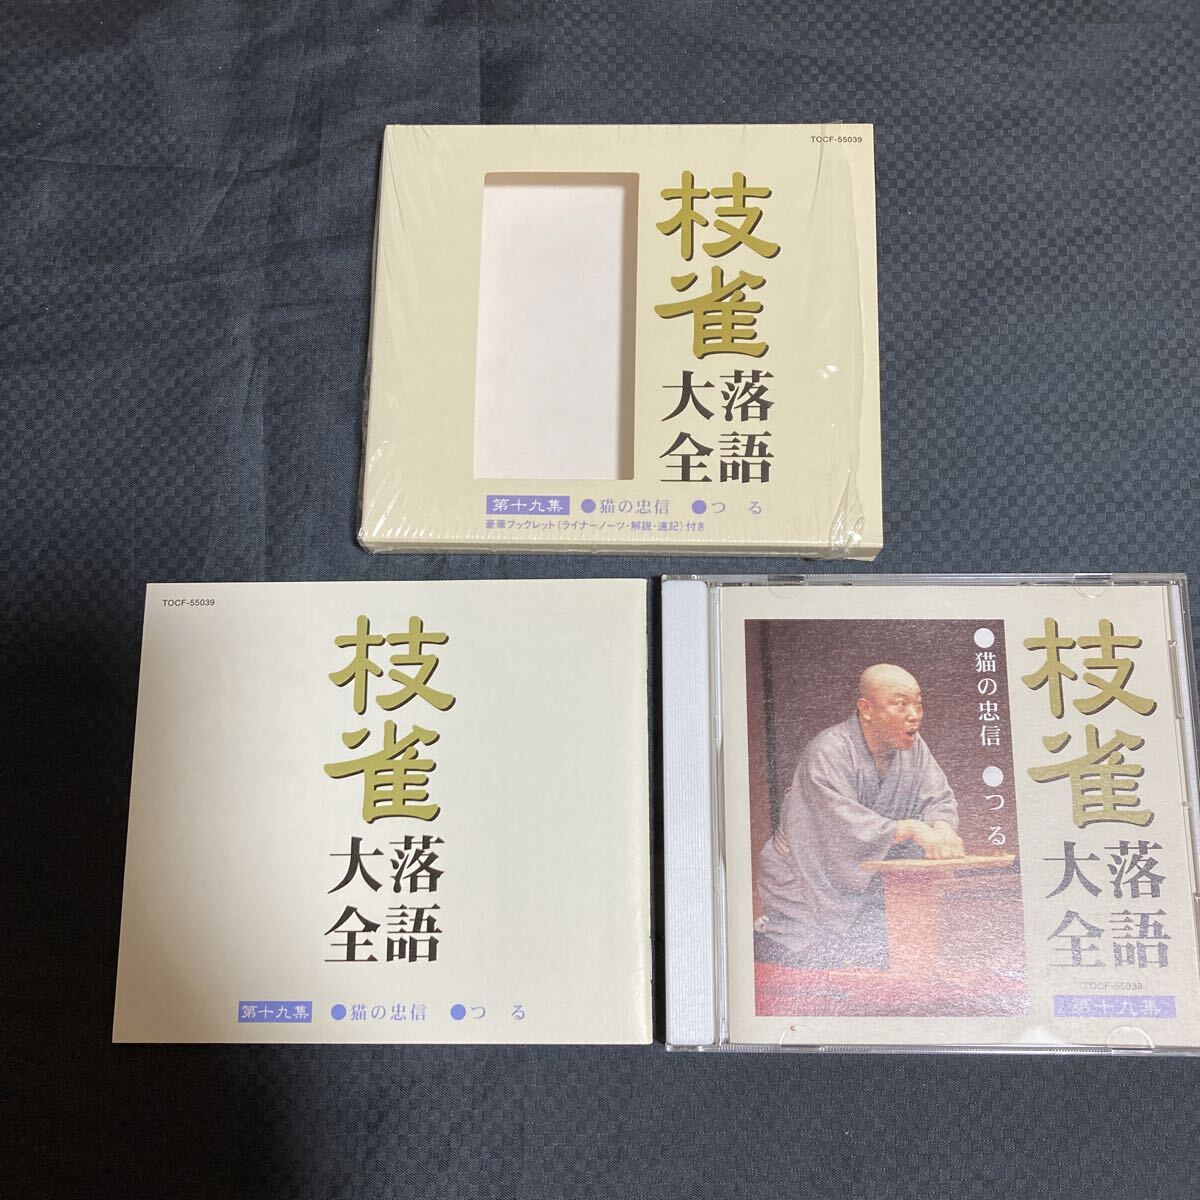 TOCF-55039
枝雀
落語
大全
第十九集 ●猫の忠信 ●つる
豪華ブックレット(ライナーノーツ・解説・速記)付き
TOCF-55039
枝雀
落語
大全
第十九集 ●猫の忠信 ●つる
枝雀
落語
大全
TOCF-55039
第十九集
●猫の忠信 ●つる